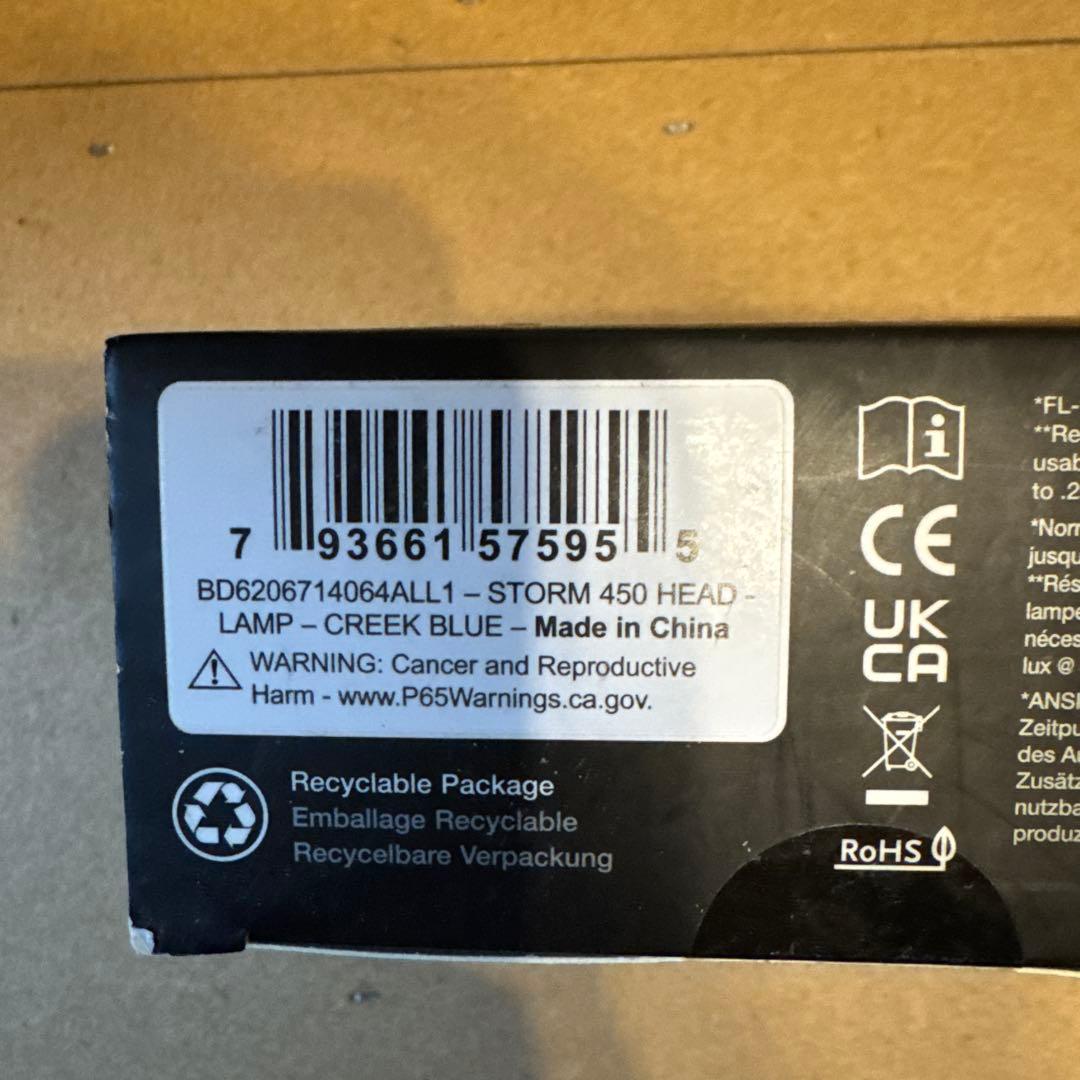 7 93661 57595 5
BD6206714064ALL1 – STORM 450 HEAD -
LAMP – CREEK BLUE – Made in China
WARNING: Cancer and Reproductive
Harm - www.P65Warnings.ca.gov.
Recyclable Package
Emballage Recyclable
Recycelbare Verpackung
i
CE
UK
CA
RoHS
*FL-
**Re
usab
to .2
*Norm
jusqu
**Rés
lampe
néces
lux @
*ANSI
Zeitpu
des Au
Zusätz
nutzba
produz